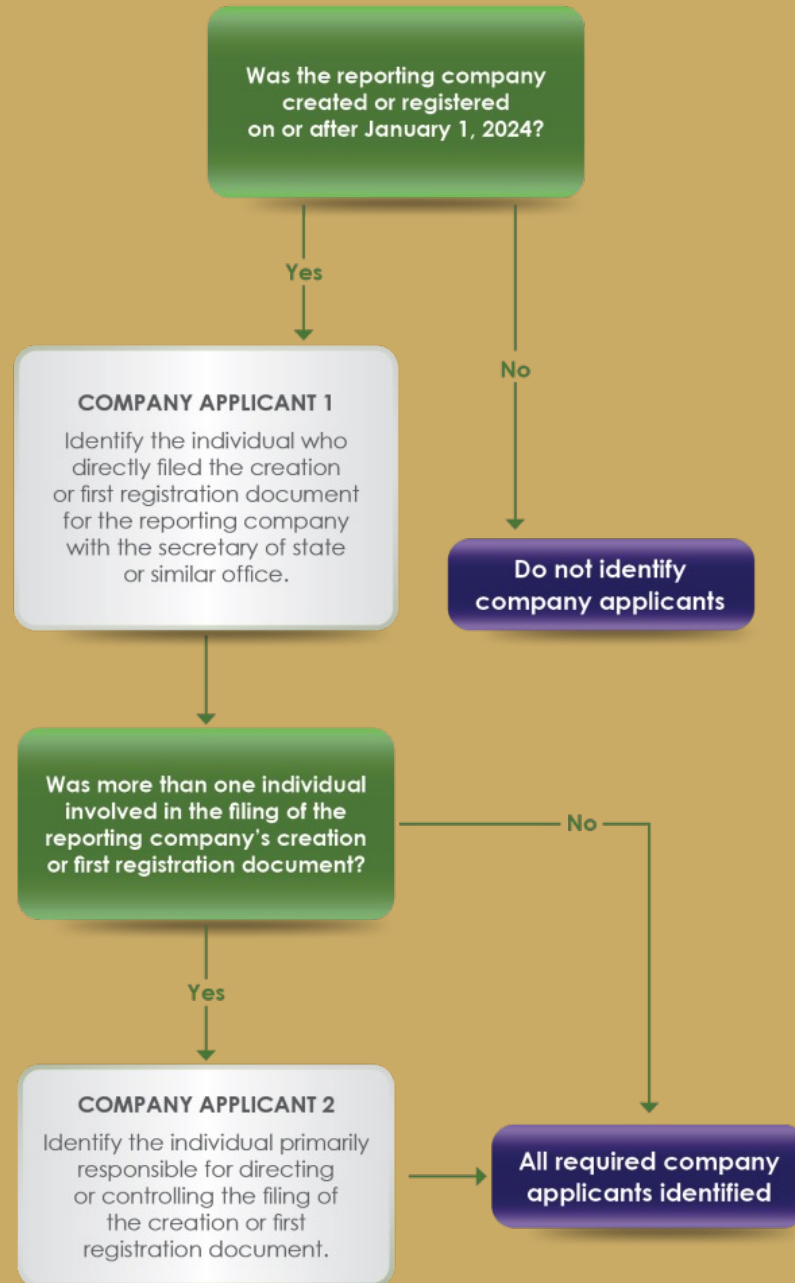 Was the reporting company
created or registered
on or after January 1, 2024?
Yes
No
COMPANY APPLICANT 1
Identify the individual who
directly filed the creation
or first registration document
for the reporting company
with the secretary of state
or similar office.
Do not identify
company applicants
Was more than one individual
involved in the filing of the
reporting company’s creation
or first registration document?
No
Yes
COMPANY APPLICANT 2
Identify the individual primarily
responsible for directing
or controlling the filing of
the creation or first
registration document.
All required company
applicants identified